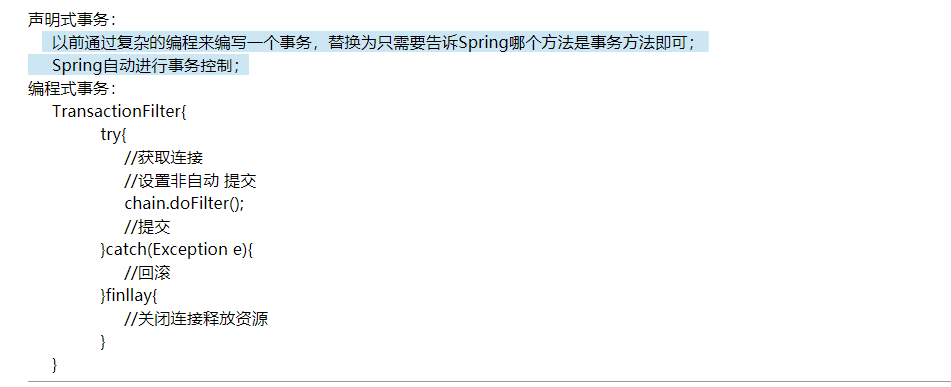 声明式事务：
以前通过复杂的编程来编写一个事务，替换为只需要告诉Spring哪个方法是事务方法即可；
Spring自动进行事务控制；
编程式事务：
TransactionFilter{
try{
//获取连接
//设置非自动 提交
chain.doFilter();
//提交
}catch(Exception e){
//回滚
}finllay{
//关闭连接释放资源
}
}